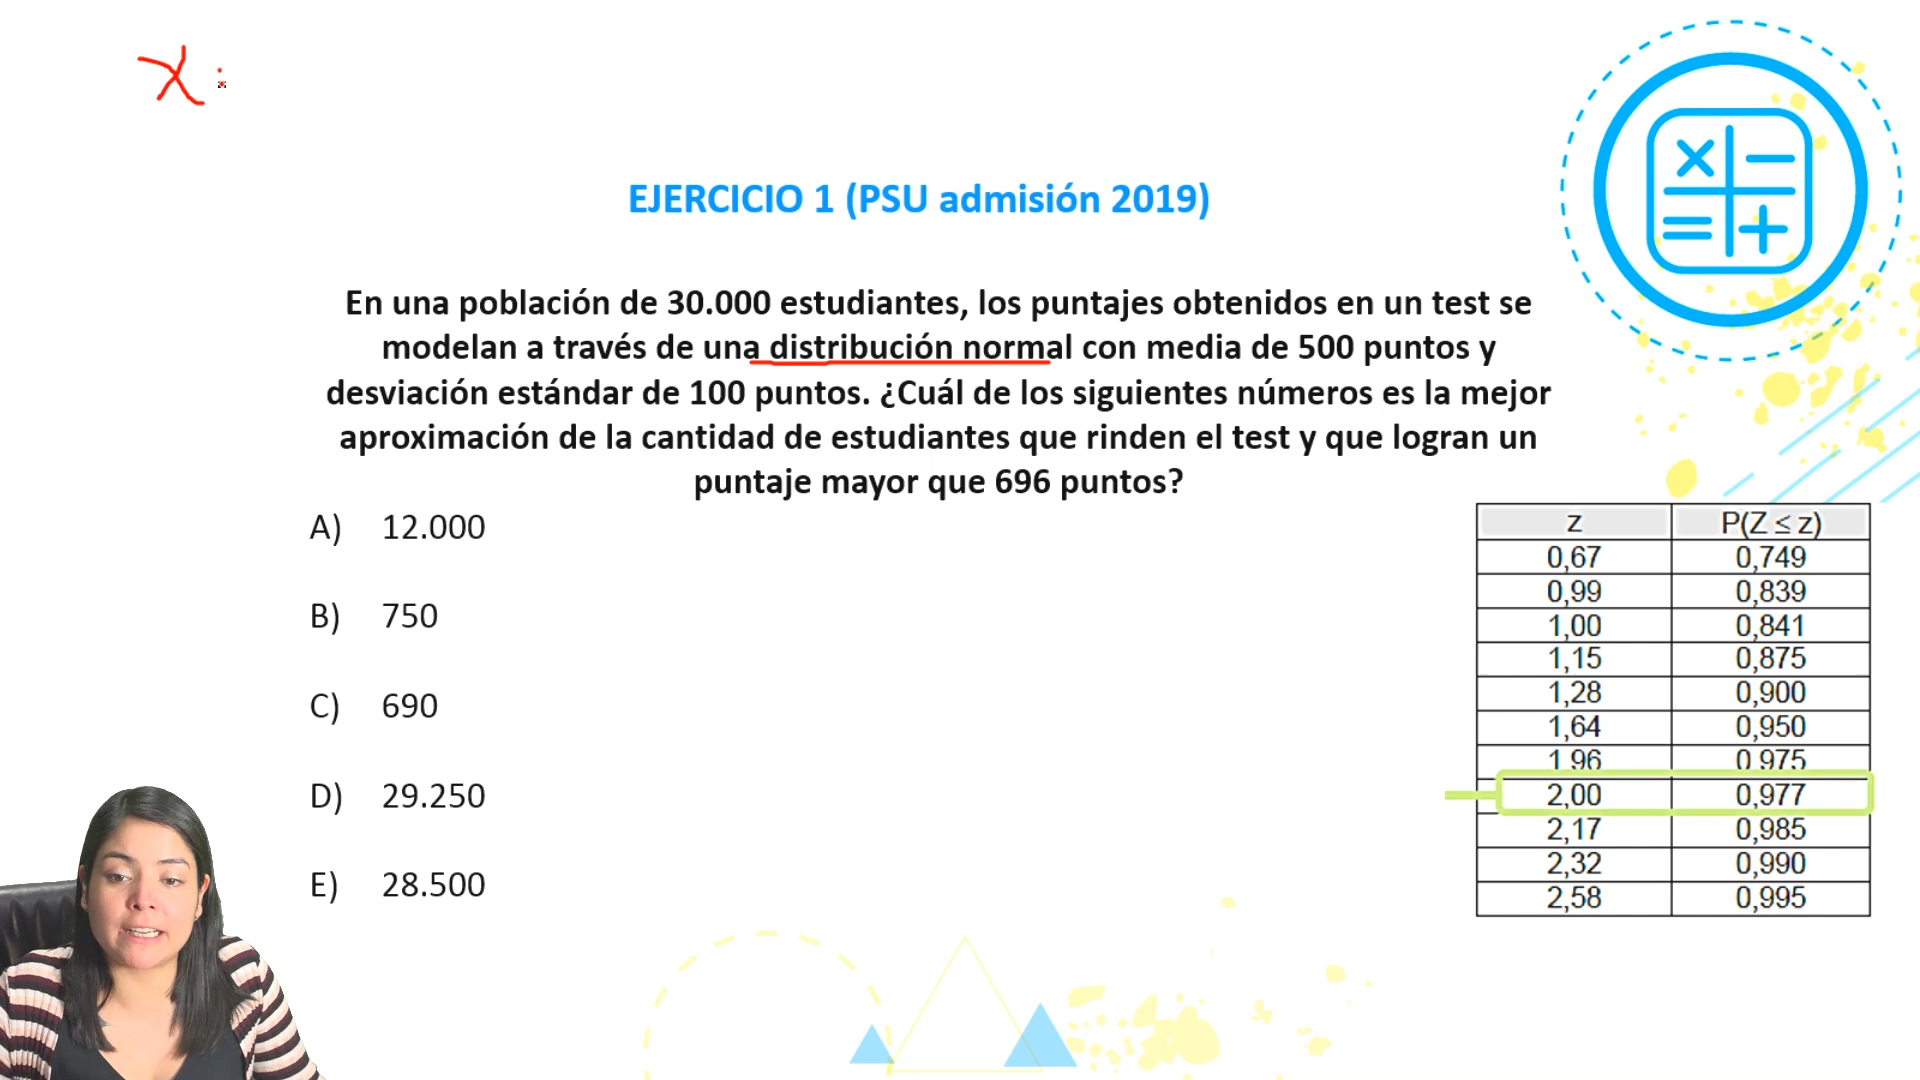 x :
EJERCICIO 1 (PSU admisión 2019)
En una población de 30.000 estudiantes, los puntajes obtenidos en un test se
modelan a través de una distribución normal con media de 500 puntos y
desviación estándar de 100 puntos. ¿Cuál de los siguientes números es la mejor
aproximación de la cantidad de estudiantes que rinden el test y que logran un
puntaje mayor que 696 puntos?
A) 12.000
B) 750
C) 690
D) 29.250
E) 28.500
z P(Z ≤ z)
0,67 0,749
0,99 0,839
1,00 0,841
1,15 0,875
1,28 0,900
1,64 0,950
1,96 0,975
2,00 0,977
2,17 0,985
2,32 0,990
2,58 0,995